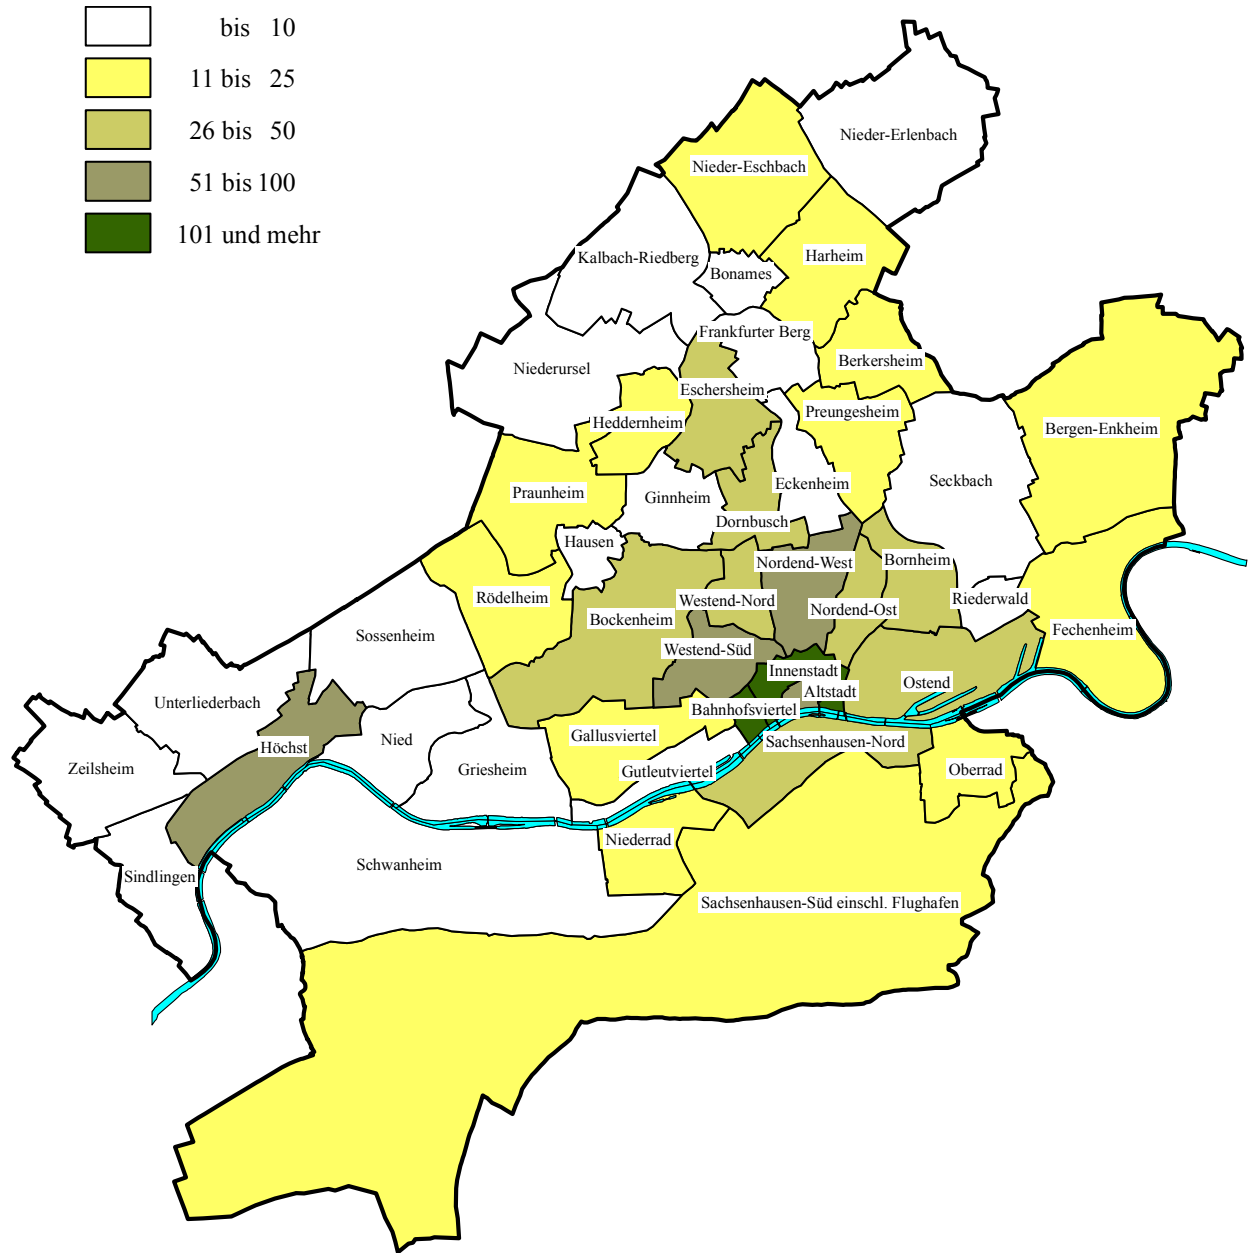 bis 10
11 bis 25
26 bis 50
51 bis 100
101 und mehr
Nieder-Erlenbach
Nieder-Eschbach
Harheim
Kalbach-Riedberg
Bonames
Frankfurter Berg
Berkersheim
Niederursel
Eschersheim
Preungesheim
Heddernheim
Bergen-Enkheim
Seckbach
Eckenheim
Praunheim
Ginnheim
Dornbusch
Hausen
Nordend-West
Bornheim
Rödelheim
Westend-Nord
Riederwald
Bockenheim
Nordend-Ost
Fechenheim
Sossenheim
Westend-Süd
Innenstadt
Ostend
Altstadt
Unterliederbach
Bahnhofsviertel
Gallusviertel
Sachsenhausen-Nord
Höchst
Nied
Zeilsheim
Griesheim
Gutleutviertel
Oberrad
Niederrad
Schwanheim
Sindlingen
Sachsenhausen-Süd einschl. Flughafen